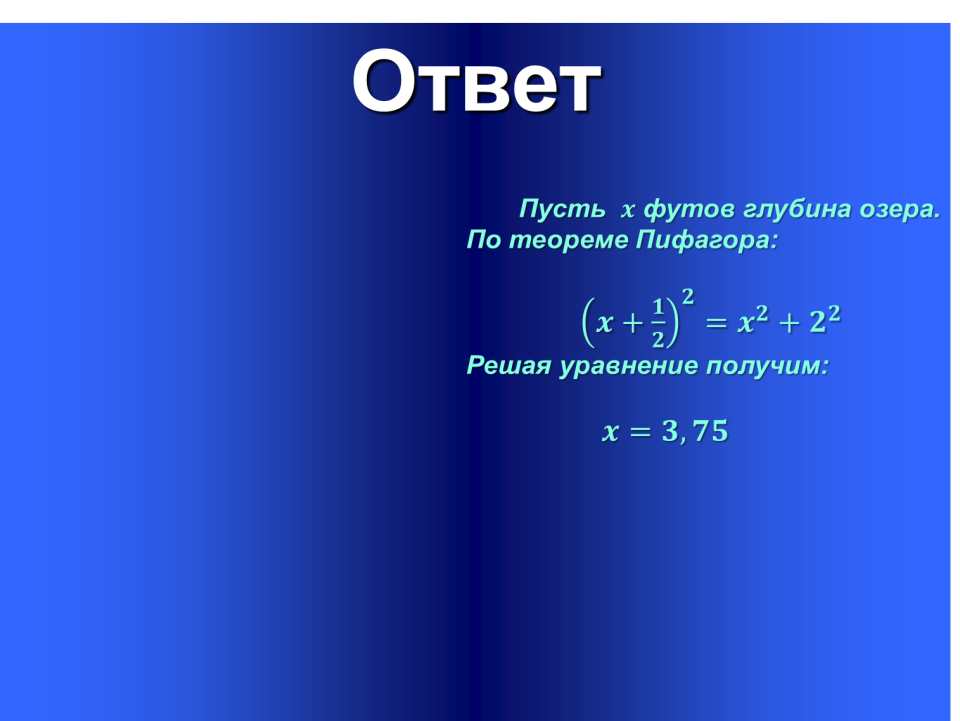 Ответ
Пусть x футов глубина озера.
По теореме Пифагора:
(x + 1/2)² = x² + 2²
Решая уравнение получим:
x = 3,75